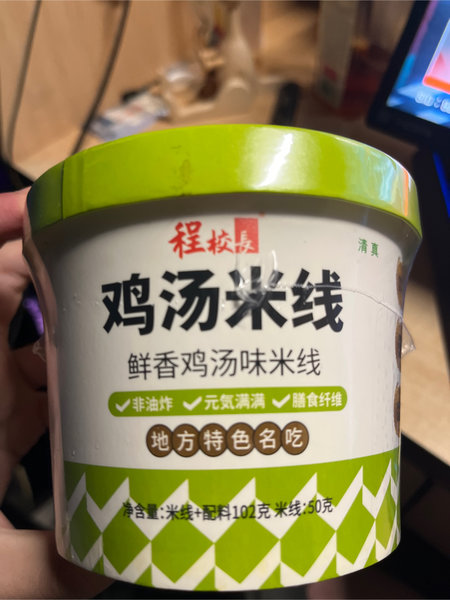 程校長
清真
鸡汤米线
鲜香鸡汤味米线
非油炸 元気满满 膳食纤维
地方特色名吃
净含量:米线+配料102克 米线:50克